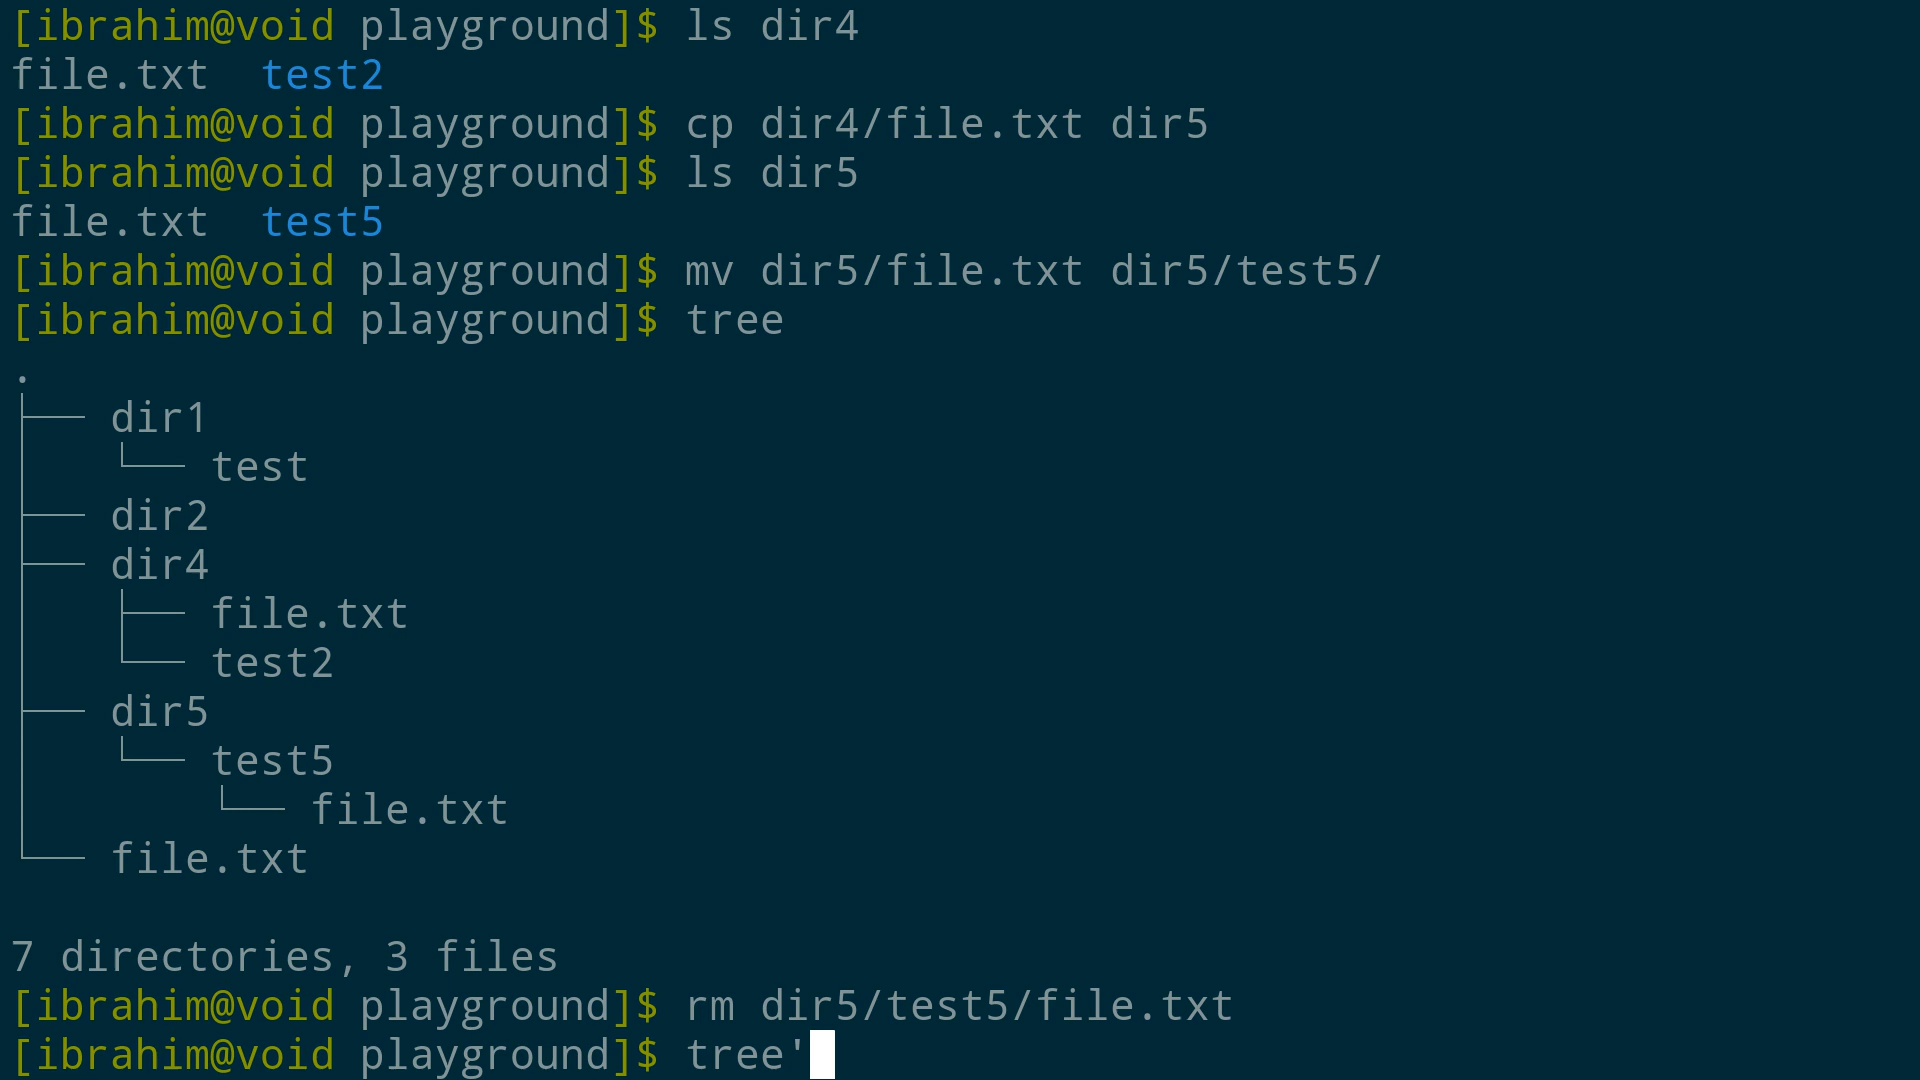 [ibrahim@void playground]$ ls dir4
file.txt  test2
[ibrahim@void playground]$ cp dir4/file.txt dir5
[ibrahim@void playground]$ ls dir5
file.txt  test5
[ibrahim@void playground]$ mv dir5/file.txt dir5/test5/
[ibrahim@void playground]$ tree
.
├── dir1
│   └── test
├── dir2
├── dir4
│   ├── file.txt
│   └── test2
├── dir5
│   └── test5
│       └── file.txt
└── file.txt
7 directories, 3 files
[ibrahim@void playground]$ rm dir5/test5/file.txt
[ibrahim@void playground]$ tree'